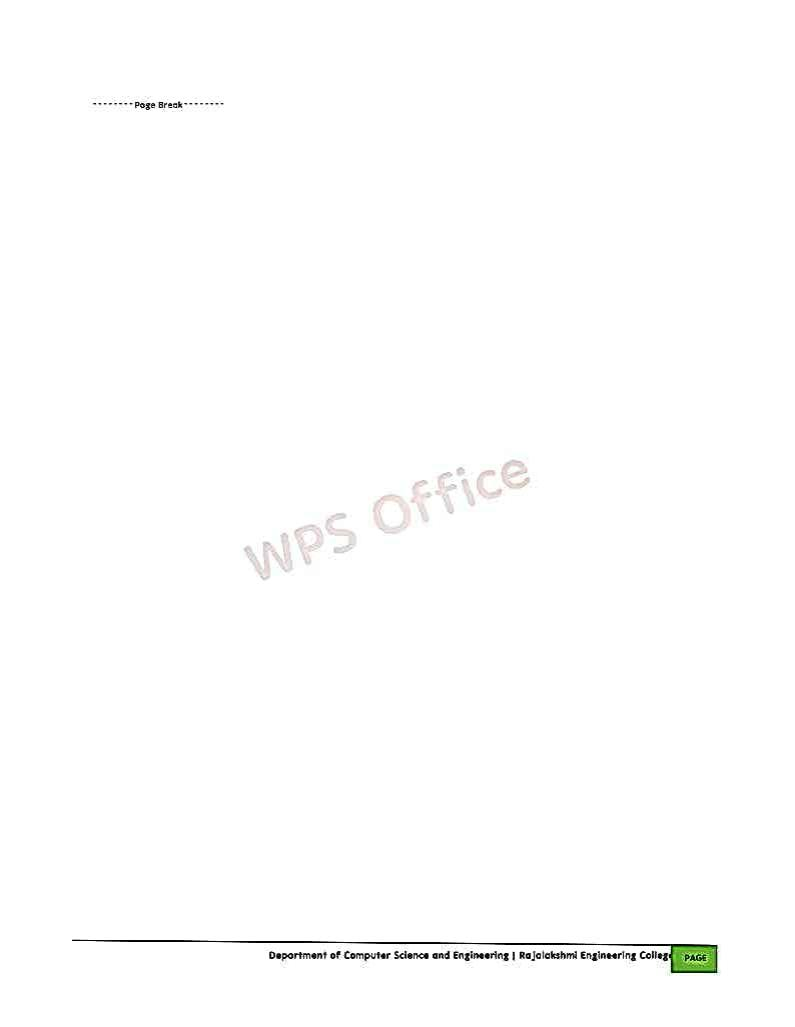 --------Page Break--------
WPS Office
Department of Computer Science and Engineering | Rajalakshmi Engineering College
PAGE